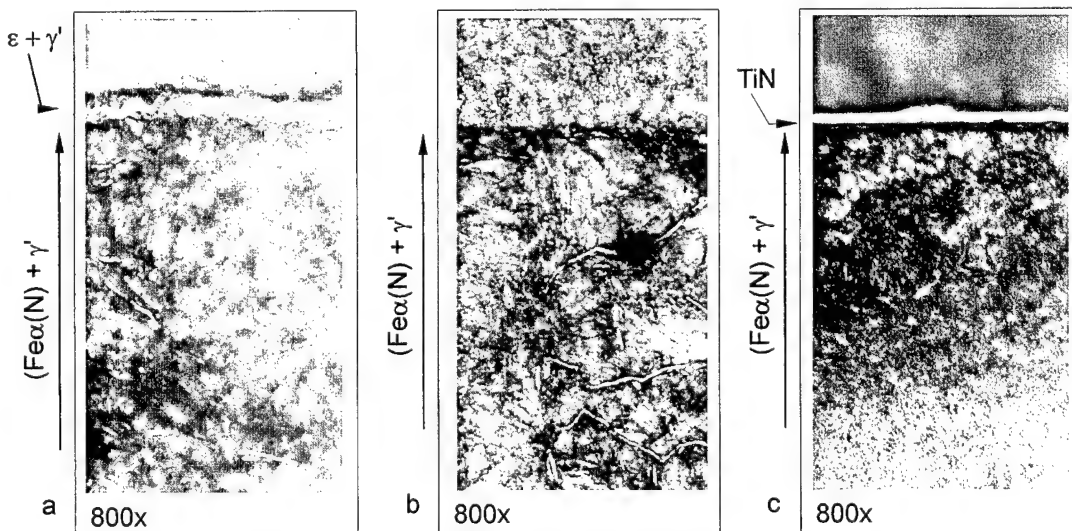 ε + γ'
(Feα(N) + γ'
a
800x
(Feα(N) + γ'
b
800x
TiN
(Feα(N) + γ'
c
800x